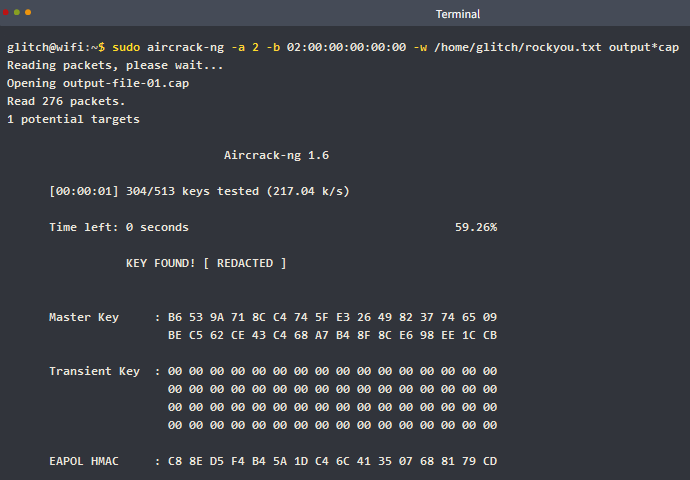 Terminal
glitch@wifi:~$ sudo aircrack-ng -a 2 -b 02:00:00:00:00:00 -w /home/glitch/rockyou.txt output*cap
Reading packets, please wait...
Opening output-file-01.cap
Read 276 packets.
1 potential targets
Aircrack-ng 1.6
[00:00:01] 304/513 keys tested (217.04 k/s)
Time left: 0 seconds 59.26%
KEY FOUND! [ REDACTED ]
Master Key : B6 53 9A 71 8C C4 74 5F E3 26 49 82 37 74 65 09
BE C5 62 CE 43 C4 68 A7 B4 8F 8C E6 98 EE 1C CB
Transient Key : 00 00 00 00 00 00 00 00 00 00 00 00 00 00 00 00
00 00 00 00 00 00 00 00 00 00 00 00 00 00 00 00
00 00 00 00 00 00 00 00 00 00 00 00 00 00 00 00
00 00 00 00 00 00 00 00 00 00 00 00 00 00 00 00
EAPOL HMAC : C8 8E D5 F4 B4 5A 1D C4 6C 41 35 07 68 81 79 CD